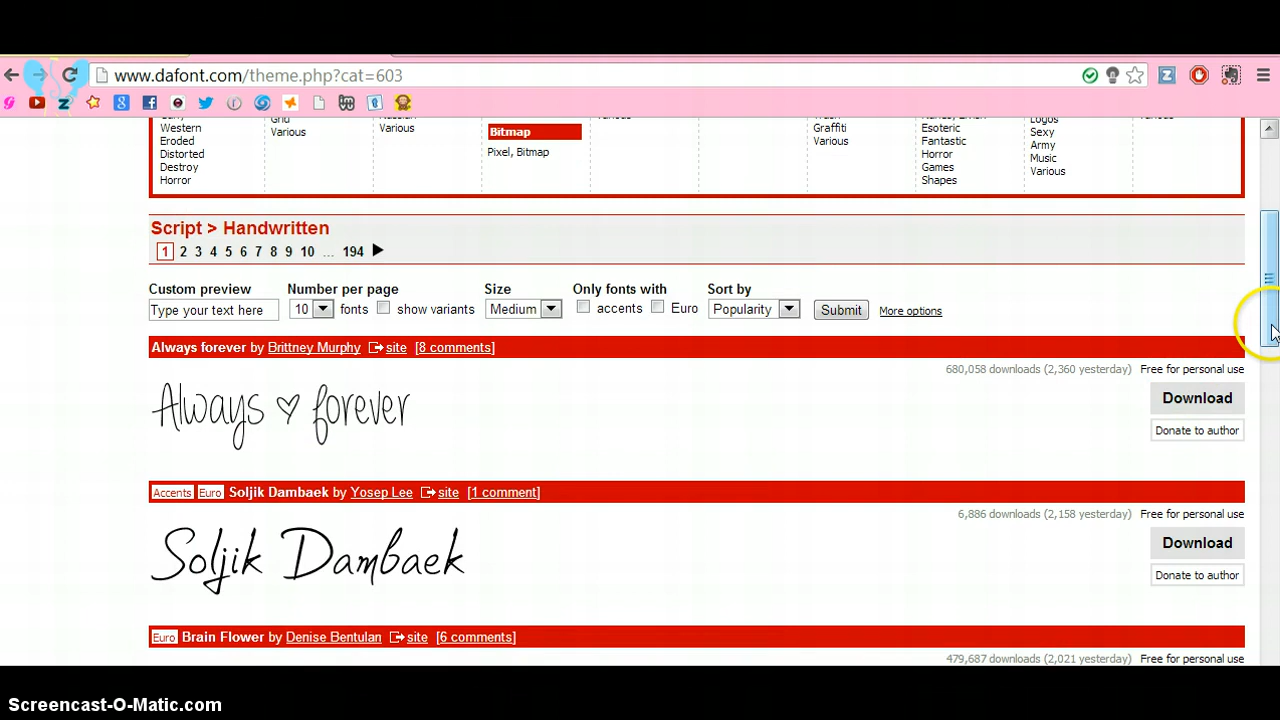 www.dafont.com/theme.php?cat=603
Western
Eroded
Distorted
Destroy
Horror
Grid
Various
Various
Bitmap
Pixel, Bitmap
Graffiti
Various
Esoteric
Fantastic
Horror
Games
Shapes
Logos
Sexy
Army
Music
Various
Script > Handwritten
1 2 3 4 5 6 7 8 9 10 ... 194
Custom preview
Number per page
Size
Only fonts with
Sort by
Type your text here
10 fonts show variants
Medium
accents Euro
Popularity
Submit
More options
Always forever by Brittney Murphy site [8 comments]
680,058 downloads (2,360 yesterday) Free for personal use
Always ♡ forever
Download
Donate to author
Accents Euro Soljik Dambaek by Yosep Lee site [1 comment]
6,886 downloads (2,158 yesterday) Free for personal use
Soljik Dambaek
Download
Donate to author
Euro Brain Flower by Denise Bentulan site [6 comments]
479,687 downloads (2,021 yesterday) Free for personal use
Screencast-O-Matic.com